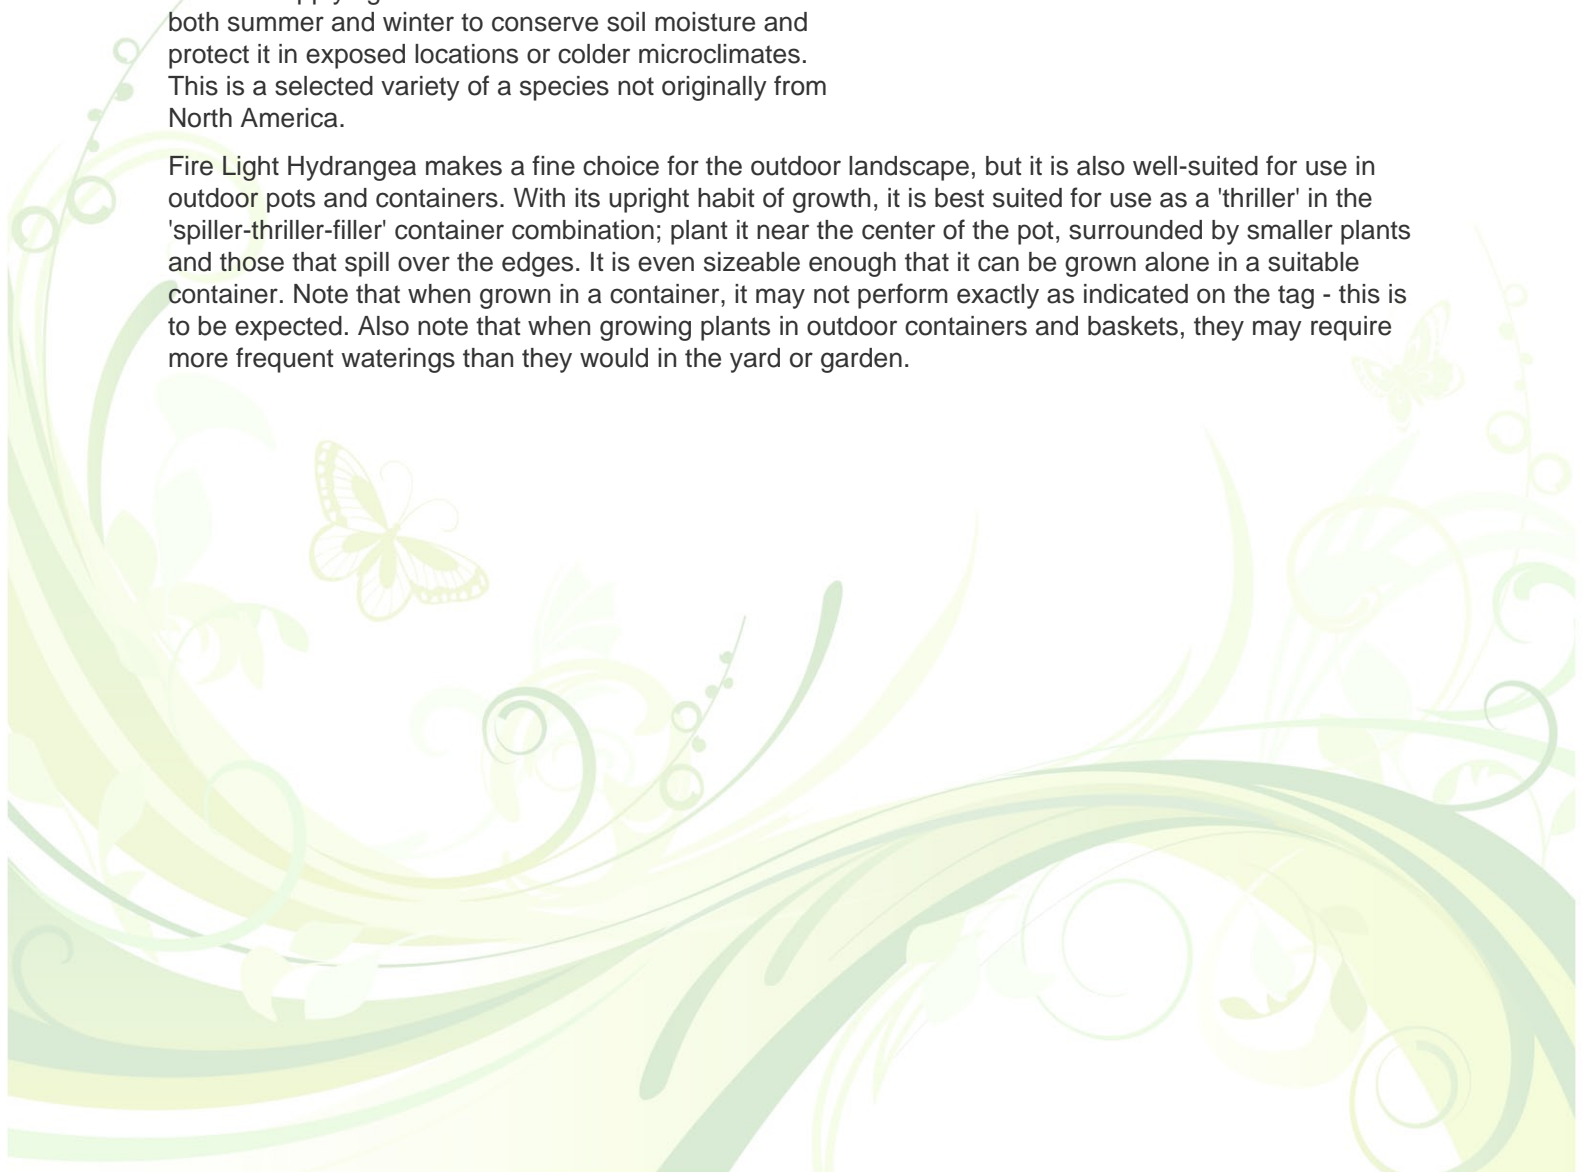 both summer and winter to conserve soil moisture and
protect it in exposed locations or colder microclimates.
This is a selected variety of a species not originally from
North America.
Fire Light Hydrangea makes a fine choice for the outdoor landscape, but it is also well-suited for use in
outdoor pots and containers. With its upright habit of growth, it is best suited for use as a 'thriller' in the
'spiller-thriller-filler' container combination; plant it near the center of the pot, surrounded by smaller plants
and those that spill over the edges. It is even sizeable enough that it can be grown alone in a suitable
container. Note that when grown in a container, it may not perform exactly as indicated on the tag - this is
to be expected. Also note that when growing plants in outdoor containers and baskets, they may require
more frequent waterings than they would in the yard or garden.